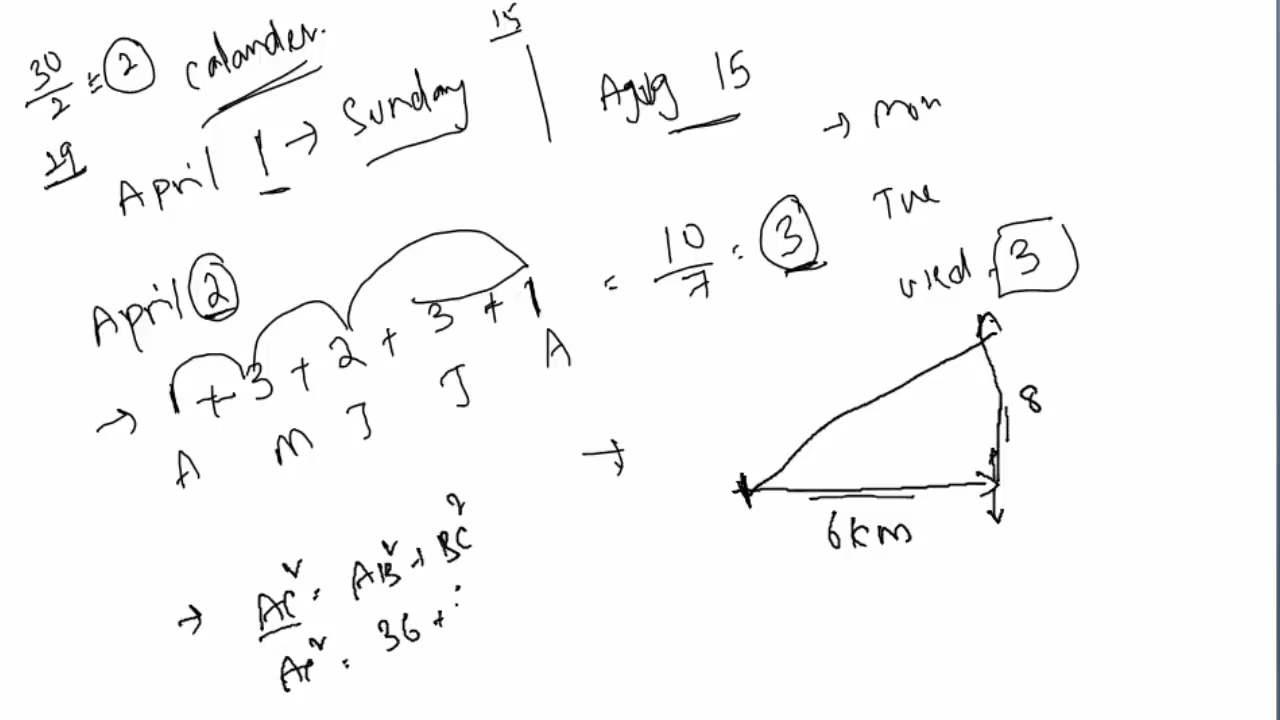 30/2 = 2 calander.
15
29
April 1 → Sunday
Agug 15
→ mon
Tue
wed. 3
April 2
→ 1 + 3 + 2 + 3 + 1 = 10/7 = 3
A M J J A
→
A
8
6km
→ AC² = AB² + BC²
AC² = 36 +